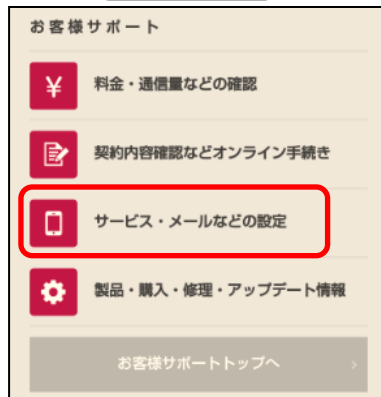 お客様サポート
料金・通信量などの確認
契約内容確認などオンライン手続き
サービス・メールなどの設定
製品・購入・修理・アップデート情報
お客様サポートトップへ